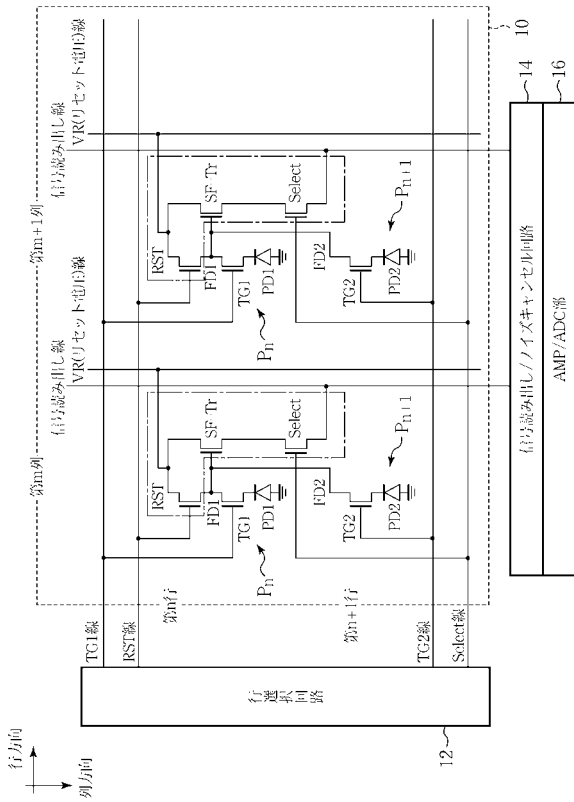 行方向
列方向
行選択回路
12
TG1線
RST線
第n行
第n+1行
TG2線
Select線
第m列
信号読み出し線
VR(リセット電圧)線
第m+1列
信号読み出し線
VR(リセット電圧)線
10
RST
SF-Tr
FD1
TG1
PD1
Pn
Select
FD2
TG2
PD2
Pn+1
RST
SF-Tr
FD1
TG1
PD1
Pn
Select
FD2
TG2
PD2
Pn+1
信号読み出し/ノイズキャンセル回路
14
AMP/ADC部
16